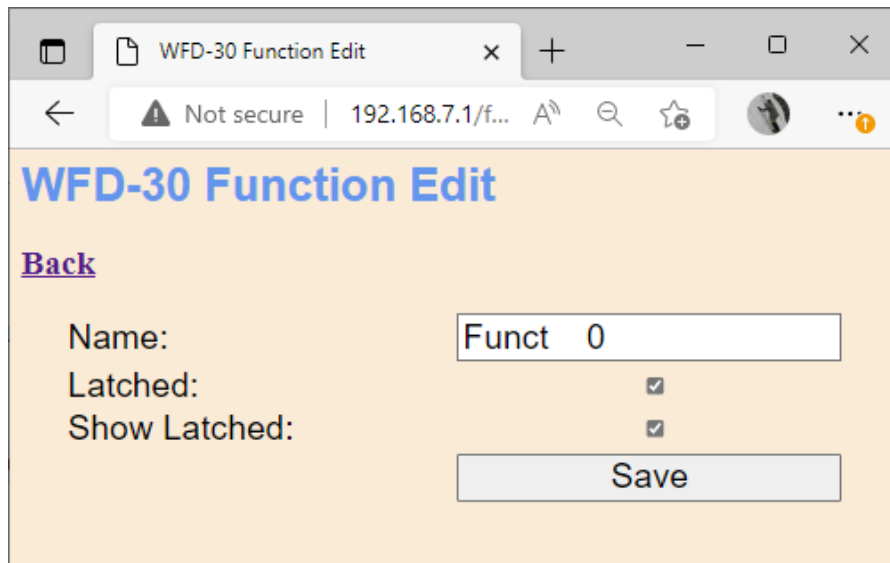 WFD-30 Function Edit
Not secure | 192.168.7.1/f...
WFD-30 Function Edit
Back
Name: Funct    0
Latched:
Show Latched:
Save